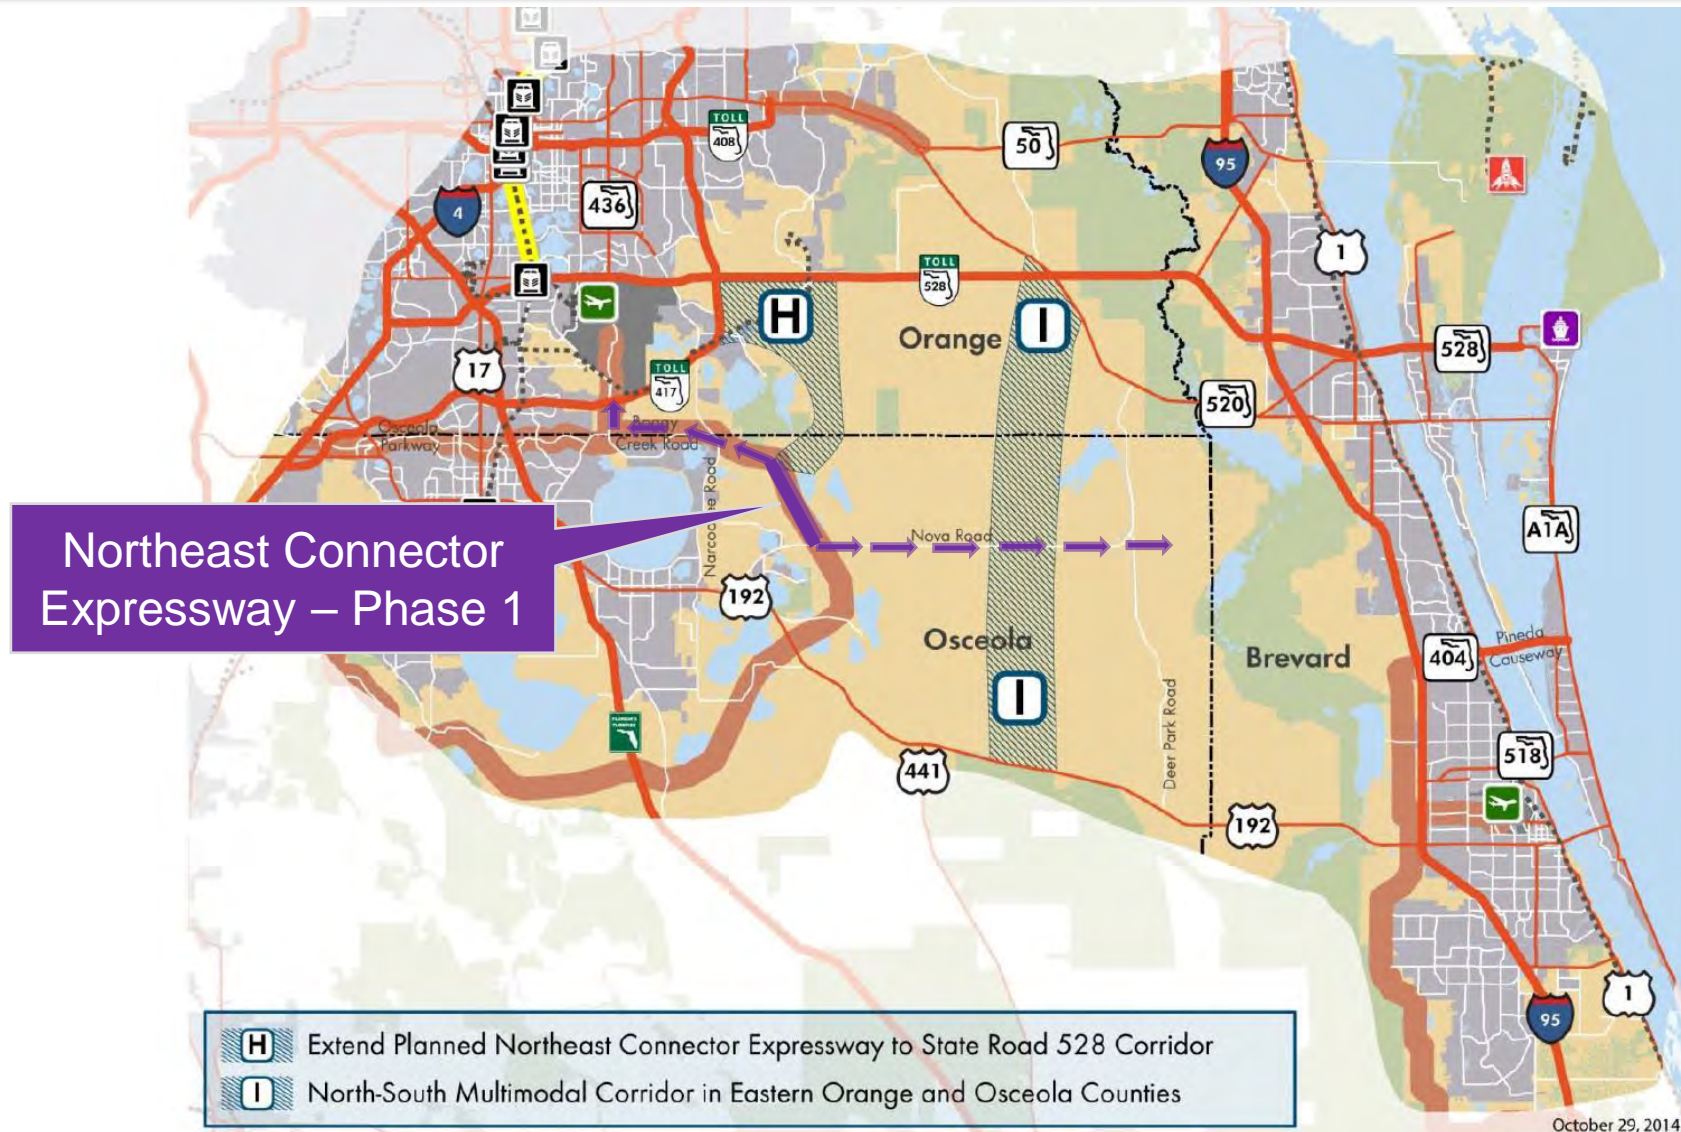 TOLL
408
50
95
4
436
1
TOLL
528
H
I
Orange
528
17
TOLL
417
520
Osceola
Parkway
Boggy
Creek Road
Narcoossee Road
Northeast Connector
Expressway – Phase 1
Nova Road
A1A
192
Osceola
Brevard
404
Pineda
Causeway
I
Deer Park Road
518
441
192
1
95
H Extend Planned Northeast Connector Expressway to State Road 528 Corridor
I North-South Multimodal Corridor in Eastern Orange and Osceola Counties
October 29, 2014